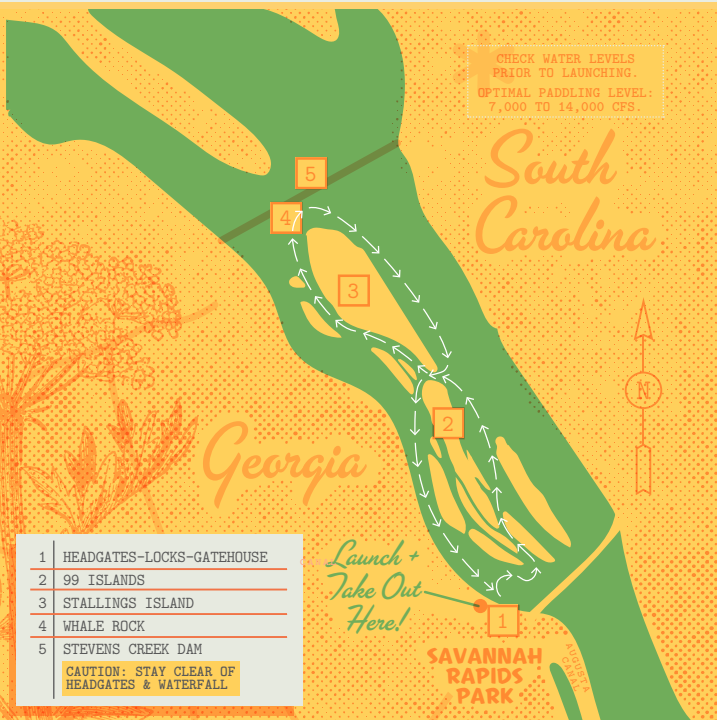 CHECK WATER LEVELS
PRIOR TO LAUNCHING.
OPTIMAL PADDLING LEVEL:
7,000 TO 14,000 CFS.
South
Carolina
5
4
3
N
2
Georgia
1 HEADGATES-LOCKS-GATEHOUSE
2 99 ISLANDS
3 STALLINGS ISLAND
4 WHALE ROCK
5 STEVENS CREEK DAM
CAUTION: STAY CLEAR OF
HEADGATES & WATERFALL
Launch +
Take Out
Here!
1
SAVANNAH
RAPIDS
PARK
AUGUSTA
CANAL